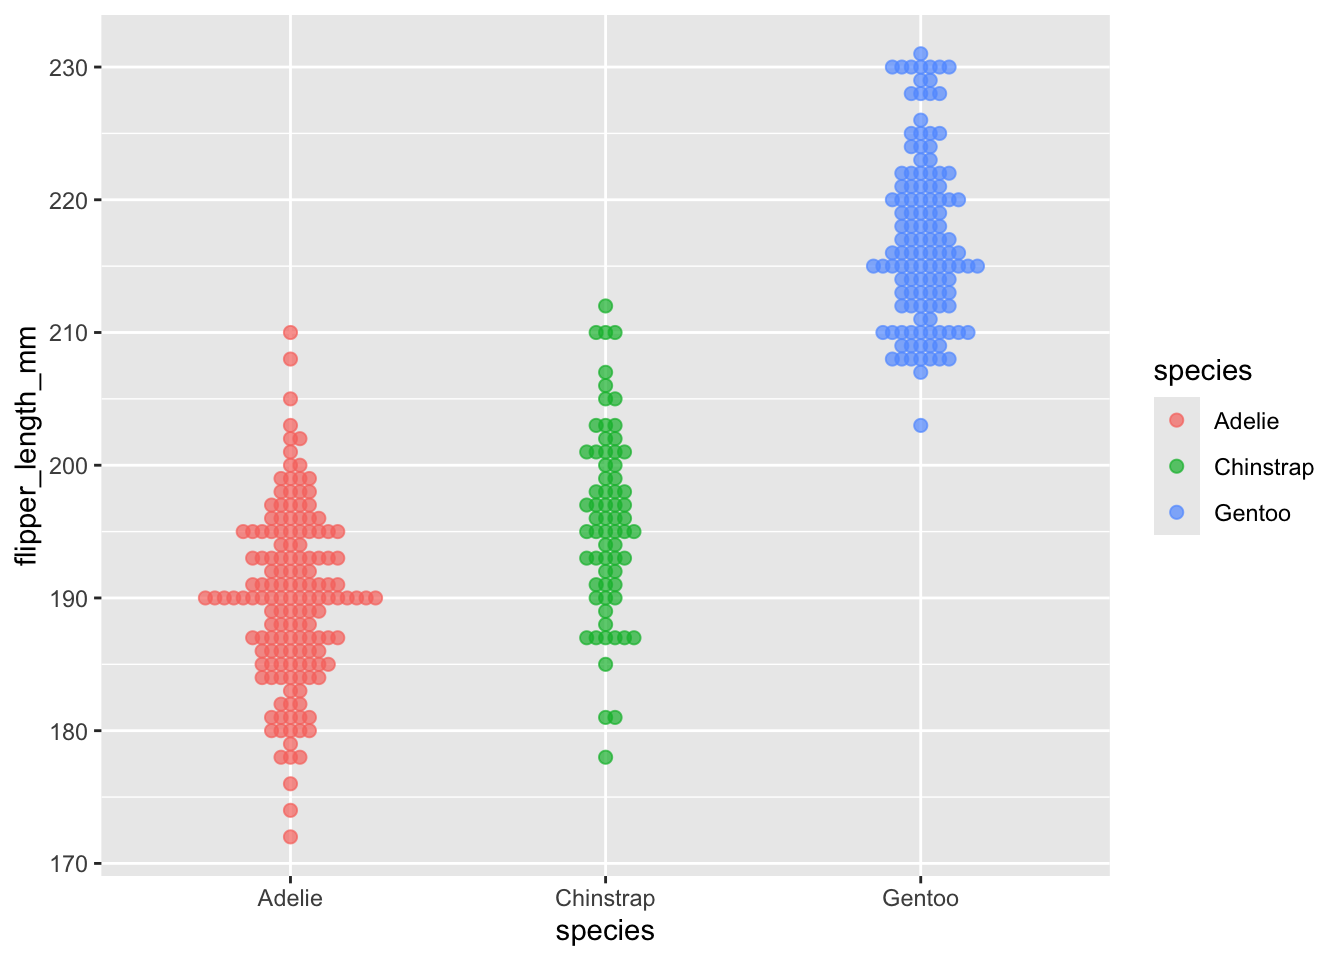 230
220
210
200
190
180
170
flipper_length_mm
Adelie
Chinstrap
Gentoo
species
species
Adelie
Chinstrap
Gentoo